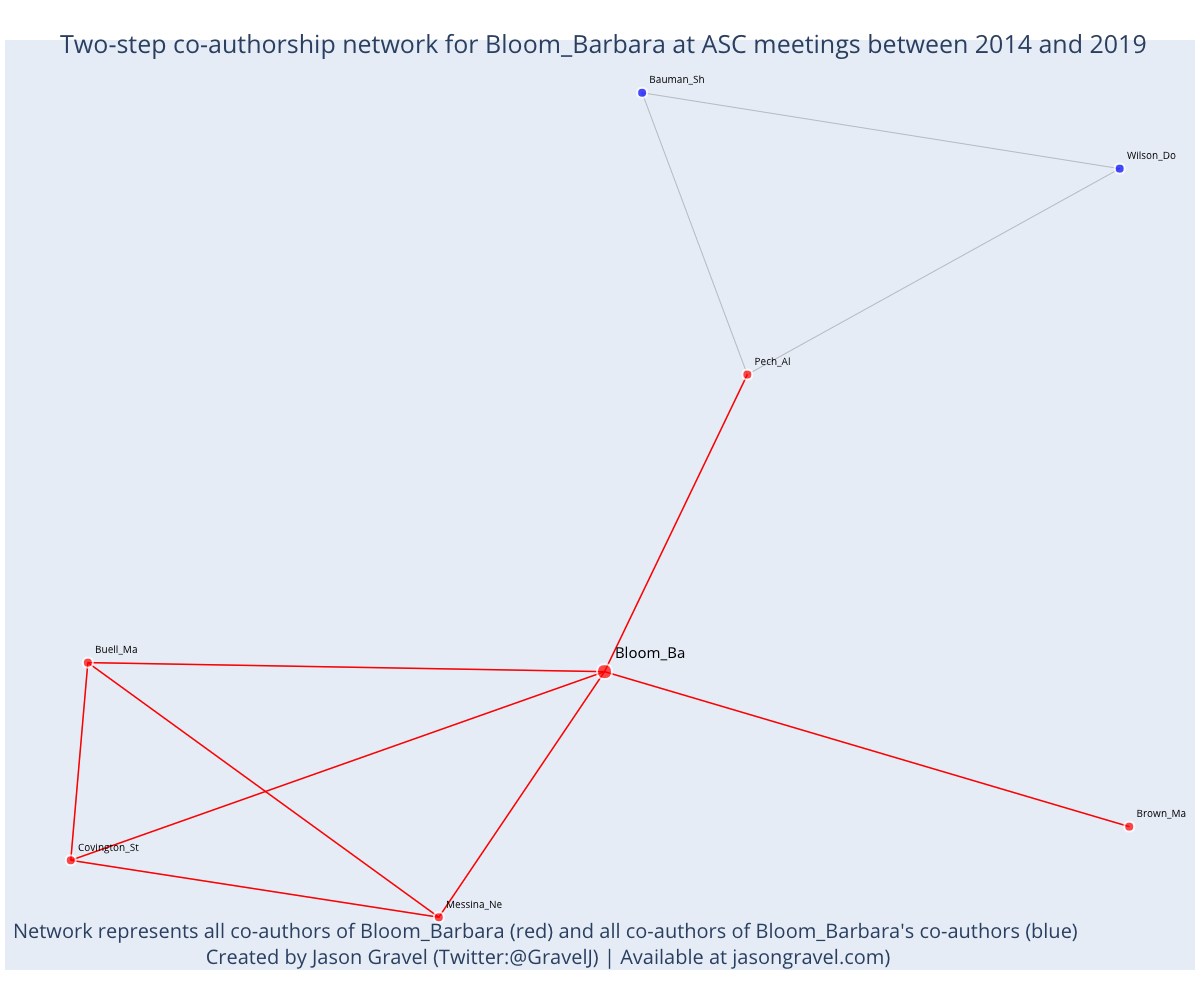 Two-step co-authorship network for Bloom_Barbara at ASC meetings between 2014 and 2019
Bauman_Sh
Wilson_Do
Pech_Al
Buell_Ma
Bloom_Ba
Brown_Ma
Covington_St
Messina_Ne
Network represents all co-authors of Bloom_Barbara (red) and all co-authors of Bloom_Barbara's co-authors (blue)
Created by Jason Gravel (Twitter:@GravelJ) | Available at jasongravel.com)